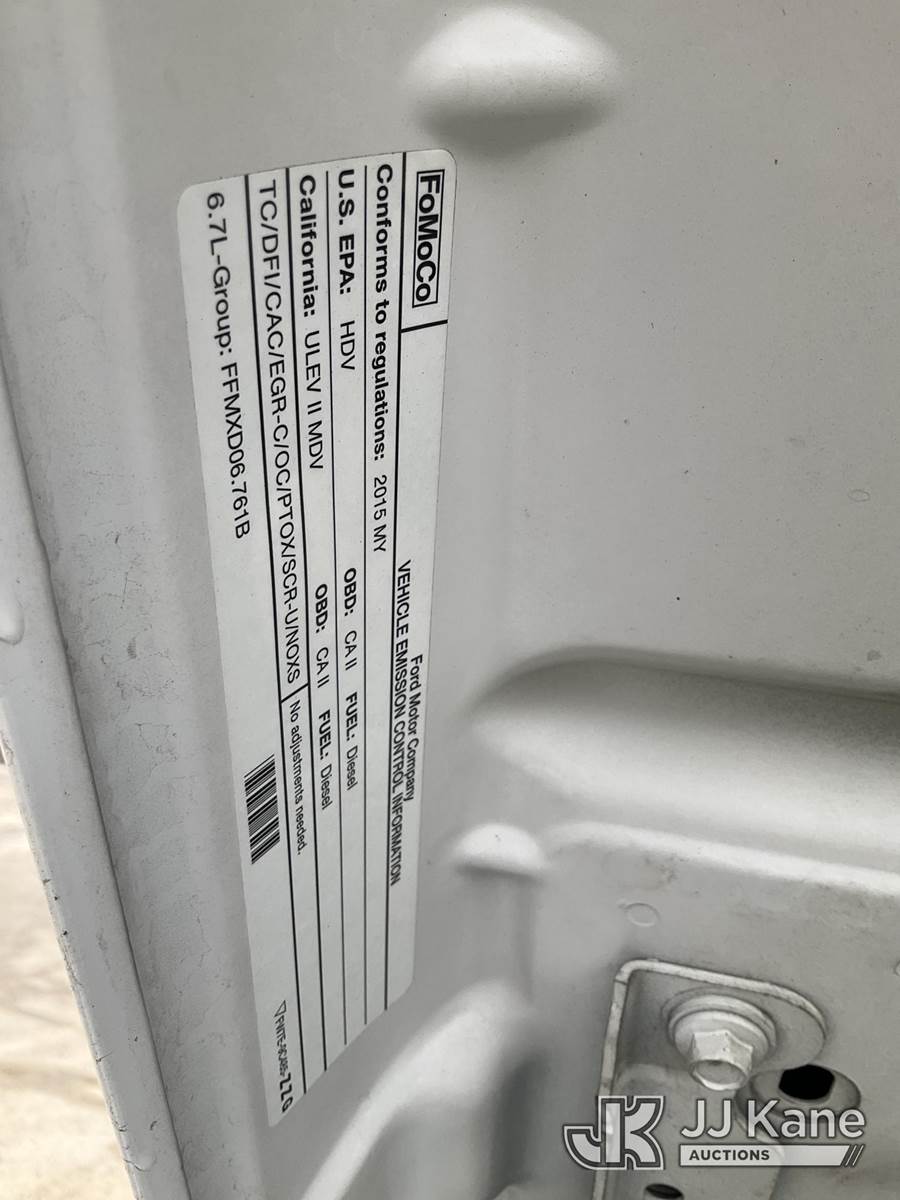 FoMoCo
Ford Motor Company
VEHICLE EMISSION CONTROL INFORMATION
Conforms to regulations: 2015 MY
U.S. EPA: HDV OBD: CA II FUEL: Diesel
California: ULEV II MDV OBD: CA II FUEL: Diesel
TC/DFI/CAC/EGR-C/OC/PTOX/SCR-U/NOXS No adjustments needed.
6.7L-Group: FFMXD06.761B
ZZG
JK JJ Kane
AUCTIONS